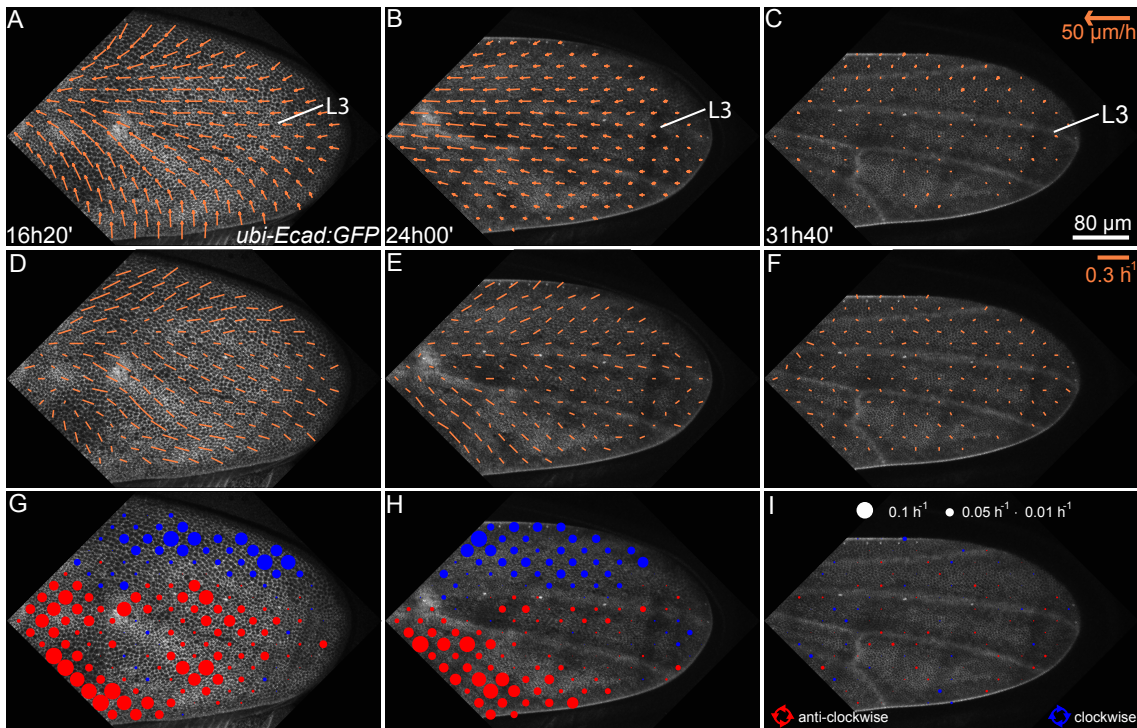 A
L3
16h20'
ubi-Ecad:GFP
B
L3
24h00'
C
50 µm/h
L3
31h40'
80 µm
D
E
F
0.3 h⁻¹
G
H
I
0.1 h⁻¹
0.05 h⁻¹ · 0.01 h⁻¹
anti-clockwise
clockwise